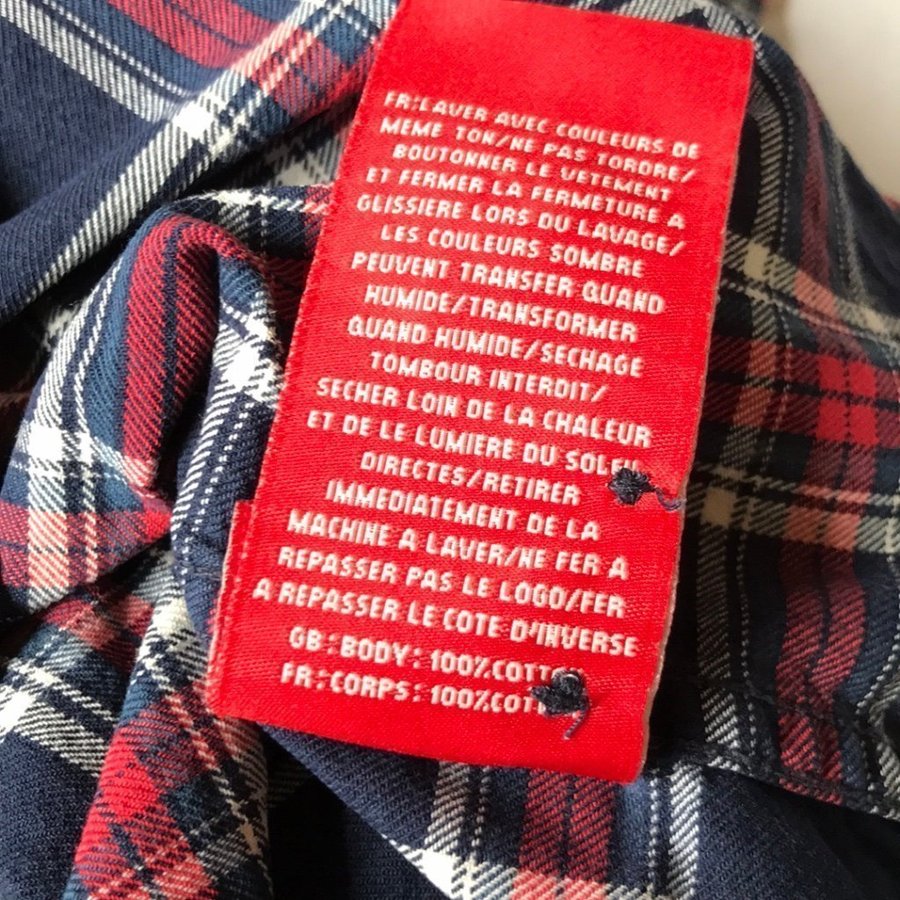 FR:LAVER AVEC COULEURS DE
MEME TON/NE PAS TORDRE/
BOUTONNER LE VETEMENT
ET FERMER LA FERMETURE A
GLISSIERE LORS DU LAVAGE/
LES COULEURS SOMBRE
PEUVENT TRANSFER QUAND
HUMIDE/TRANSFORMER
QUAND HUMIDE/SECHAGE
TOMBOUR INTERDIT/
SECHER LOIN DE LA CHALEUR
ET DE LE LUMIERE DU SOLEIL
DIRECTES/RETIRER
IMMEDIATEMENT DE LA
MACHINE A LAVER/NE FER A
REPASSER PAS LE LOGO/FER
A REPASSER LE COTE D'INVERSE
GB:BODY:100%COTTON
FR:CORPS:100%COT